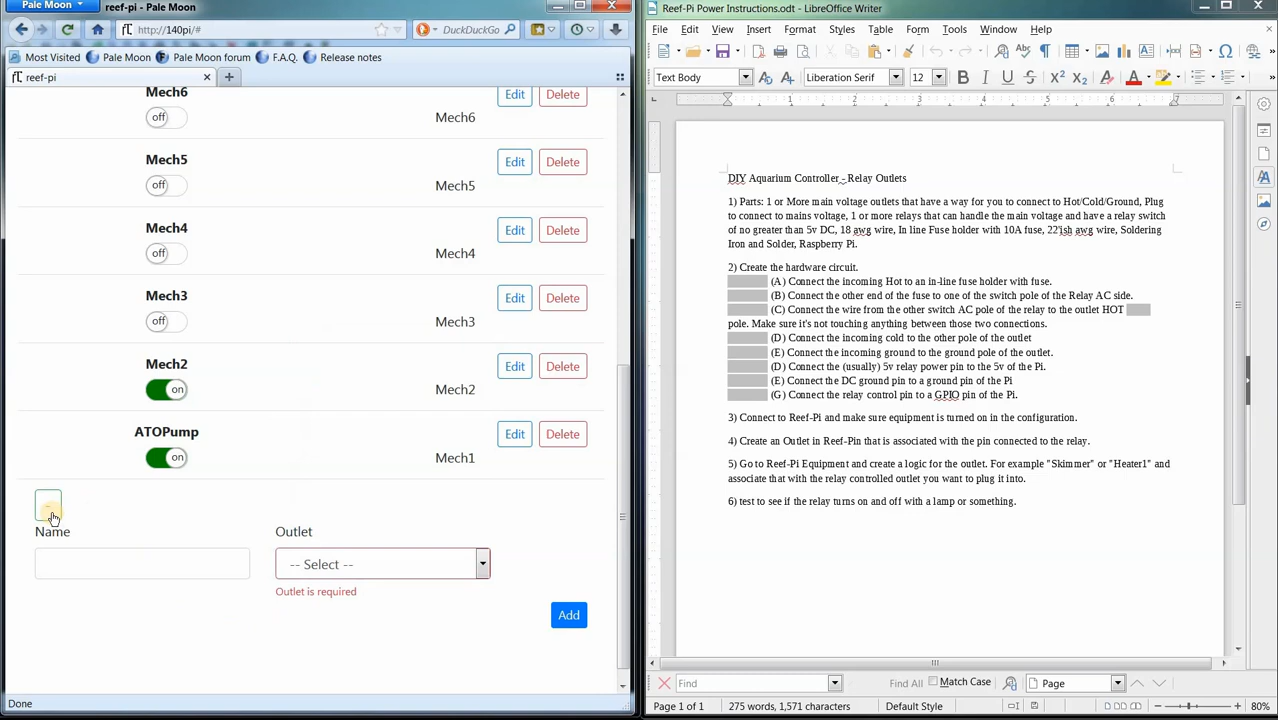 Pale Moon
reef-pi - Pale Moon
http://140pi/#
DuckDuckGo
Most Visited
Pale Moon
Pale Moon forum
F.A.Q.
Release notes
reef-pi
Mech6
Edit
Delete
off
Mech6
Mech5
Edit
Delete
off
Mech5
Mech4
Edit
Delete
off
Mech4
Mech3
Edit
Delete
off
Mech3
Mech2
Edit
Delete
on
Mech2
ATOPump
Edit
Delete
on
Mech1
Name
Outlet
-- Select --
Outlet is required
Add
Done
Reef-Pi Power Instructions.odt - LibreOffice Writer
File Edit View Insert Format Styles Table Form Tools Window Help
Text Body
Liberation Serif
12
1 2 3 4 5 6 7
DIY Aquarium Controller - Relay Outlets
1) Parts: 1 or More main voltage outlets that have a way for you to connect to Hot/Cold/Ground, Plug
to connect to mains voltage, 1 or more relays that can handle the main voltage and have a relay switch
of no greater than 5v DC, 18 awg wire, In line Fuse holder with 10A fuse, 22'ish awg wire, Soldering
Iron and Solder, Raspberry Pi.
2) Create the hardware circuit.
(A) Connect the incoming Hot to an in-line fuse holder with fuse.
(B) Connect the other end of the fuse to one of the switch pole of the Relay AC side.
(C) Connect the wire from the other switch AC pole of the relay to the outlet HOT
pole. Make sure it's not touching anything between those two connections.
(D) Connect the incoming cold to the other pole of the outlet
(E) Connect the incoming ground to the ground pole of the outlet.
(D) Connect the (usually) 5v relay power pin to the 5v of the Pi.
(E) Connect the DC ground pin to a ground pin of the Pi
(G) Connect the relay control pin to a GPIO pin of the Pi.
3) Connect to Reef-Pi and make sure equipment is turned on in the configuration.
4) Create an Outlet in Reef-Pin that is associated with the pin connected to the relay.
5) Go to Reef-Pi Equipment and create a logic for the outlet. For example "Skimmer" or "Heater1" and
associate that with the relay controlled outlet you want to plug it into.
6) test to see if the relay turns on and off with a lamp or something.
Find
Find All
Match Case
Page
Page 1 of 1
275 words, 1,571 characters
Default Style
80%